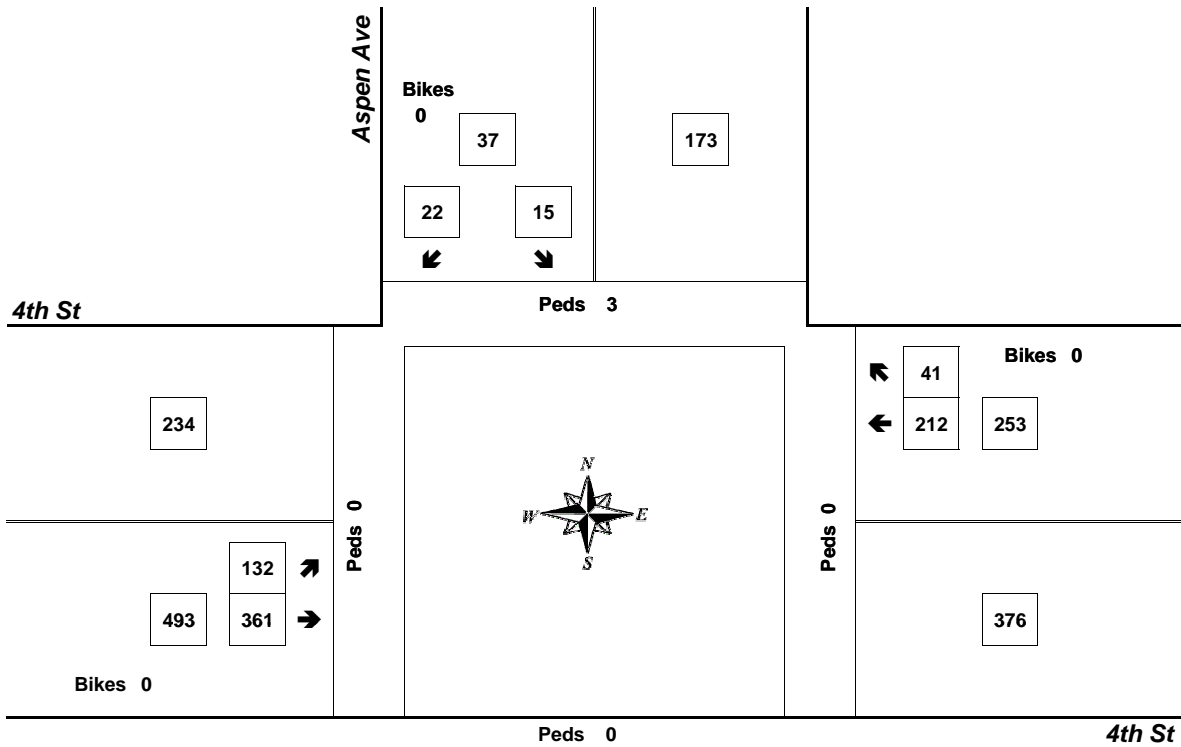 Aspen Ave
Bikes
0
37
173
22
15
Peds 3
4th St
Bikes 0
41
234
212
253
N
W
E
S
Peds 0
Peds 0
132
493
361
376
Bikes 0
Peds 0
4th St